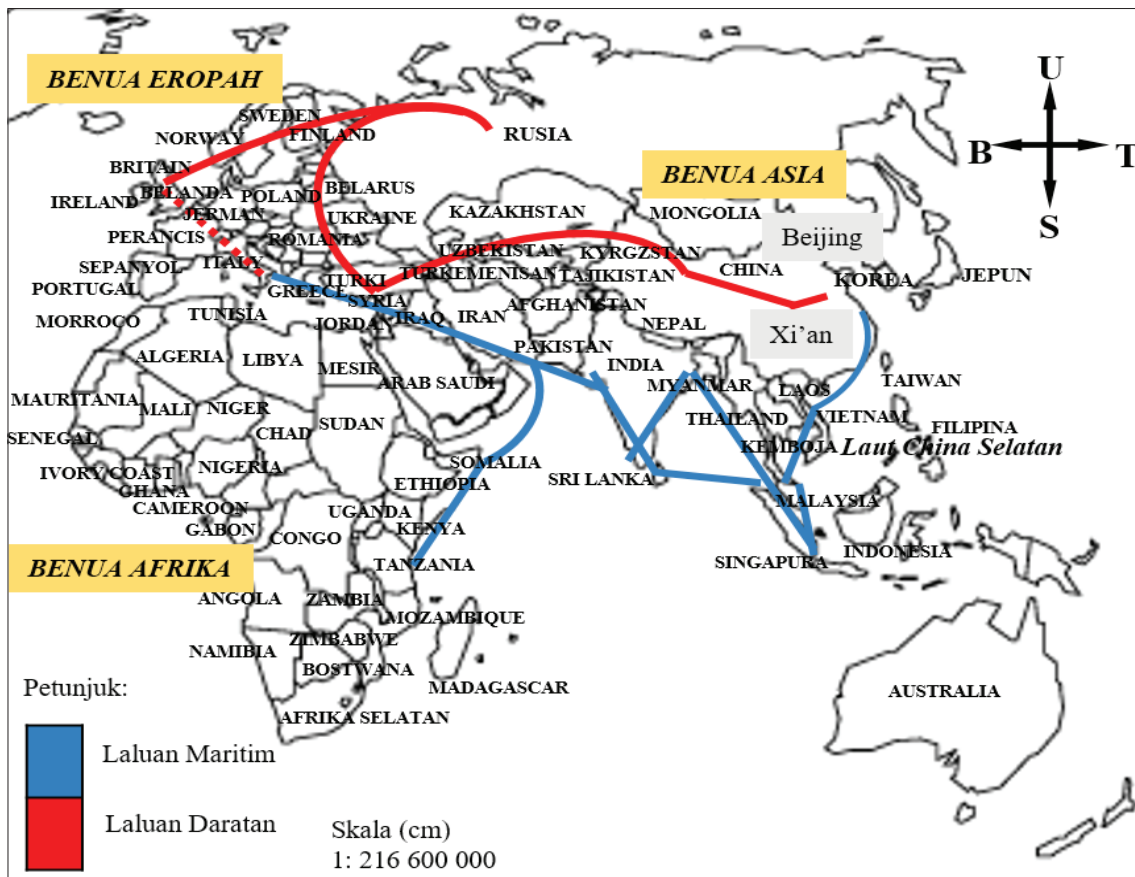 BENUA EROPAH
U
B
T
S
SWEDEN
NORWAY
FINLAND
RUSIA
BRITAIN
BENUA ASIA
IRELAND
BELANDA
POLAND
BELARUS
JERMAN
UKRAINE
KAZAKHSTAN
MONGOLIA
Beijing
PERANCIS
ROMANIA
UZBEKISTAN
KYRGZSTAN
SEPANYOL
ITALY
TURKI
TURKEMENISAN
TAJIKISTAN
CHINA
KOREA
JEPUN
PORTUGAL
GREECE
SYRIA
AFGHANISTAN
MORROCO
TUNISIA
JORDAN
IRAQ
IRAN
NEPAL
Xi'an
ALGERIA
LIBYA
MESIR
PAKISTAN
INDIA
ARAB SAUDI
MYANMAR
LAOS
TAIWAN
MAURITANIA
MALI
NIGER
SUDAN
THAILAND
VIETNAM
FILIPINA
SENEGAL
CHAD
KEMBOJA
Laut China Selatan
IVORY COAST
NIGERIA
SOMALIA
SRI LANKA
GHANA
ETHIOPIA
MALAYSIA
CAMEROON
UGANDA
GABON
CONGO
KENYA
INDONESIA
BENUA AFRIKA
TANZANIA
SINGAPURA
ANGOLA
ZAMBIA
MOZAMBIQUE
NAMIBIA
ZIMBABWE
BOSTWANA
MADAGASCAR
AUSTRALIA
AFRIKA SELATAN
Petunjuk:
Laluan Maritim
Laluan Daratan
Skala (cm)
1: 216 600 000